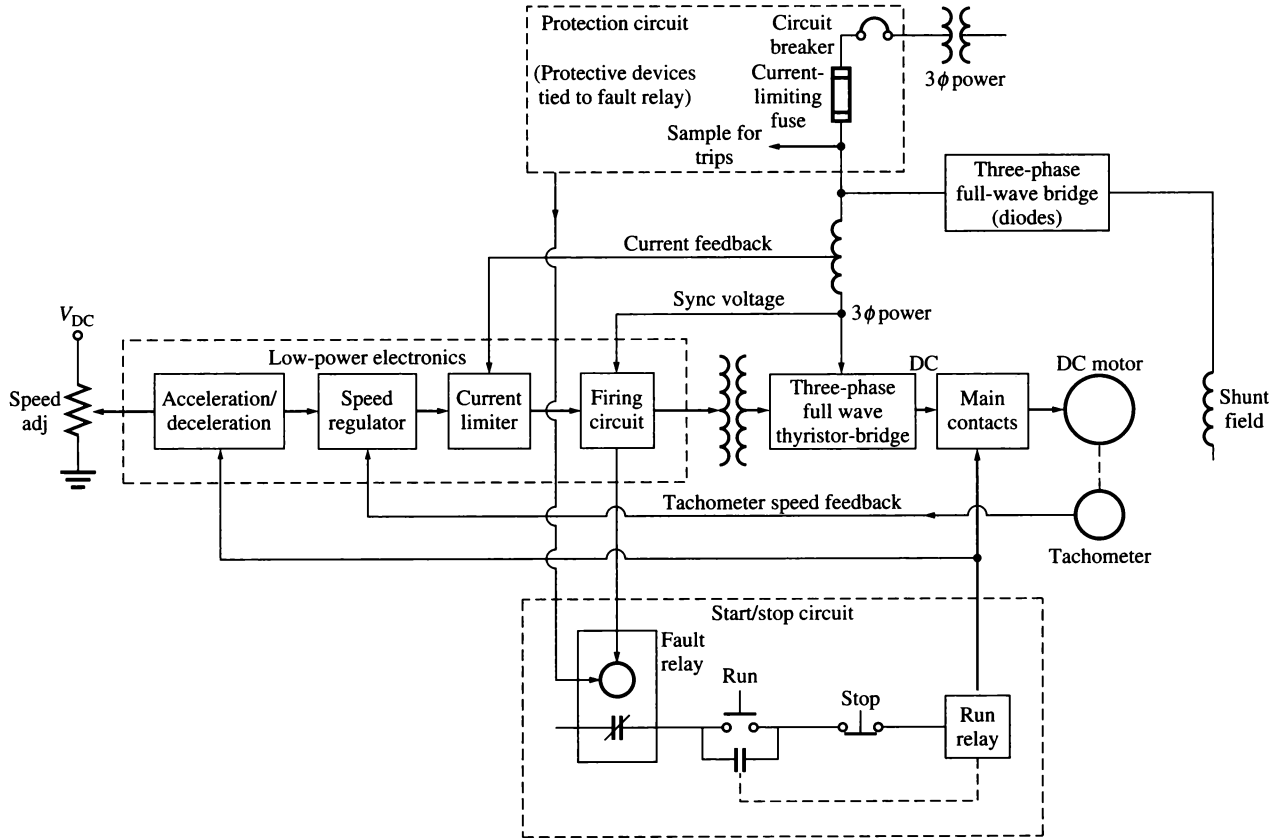 Protection circuit
(Protective devices
tied to fault relay)
Circuit
breaker
Current-
limiting
fuse
3ϕ power
Sample for
trips
Three-phase
full-wave bridge
(diodes)
Current feedback
Sync voltage
3ϕ power
V_DC
Speed
adj
Low-power electronics
Acceleration/
deceleration
Speed
regulator
Current
limiter
Firing
circuit
Three-phase
full wave
thyristor-bridge
DC
Main
contacts
DC motor
Shunt
field
Tachometer speed feedback
Tachometer
Start/stop circuit
Fault
relay
Run
Stop
Run
relay